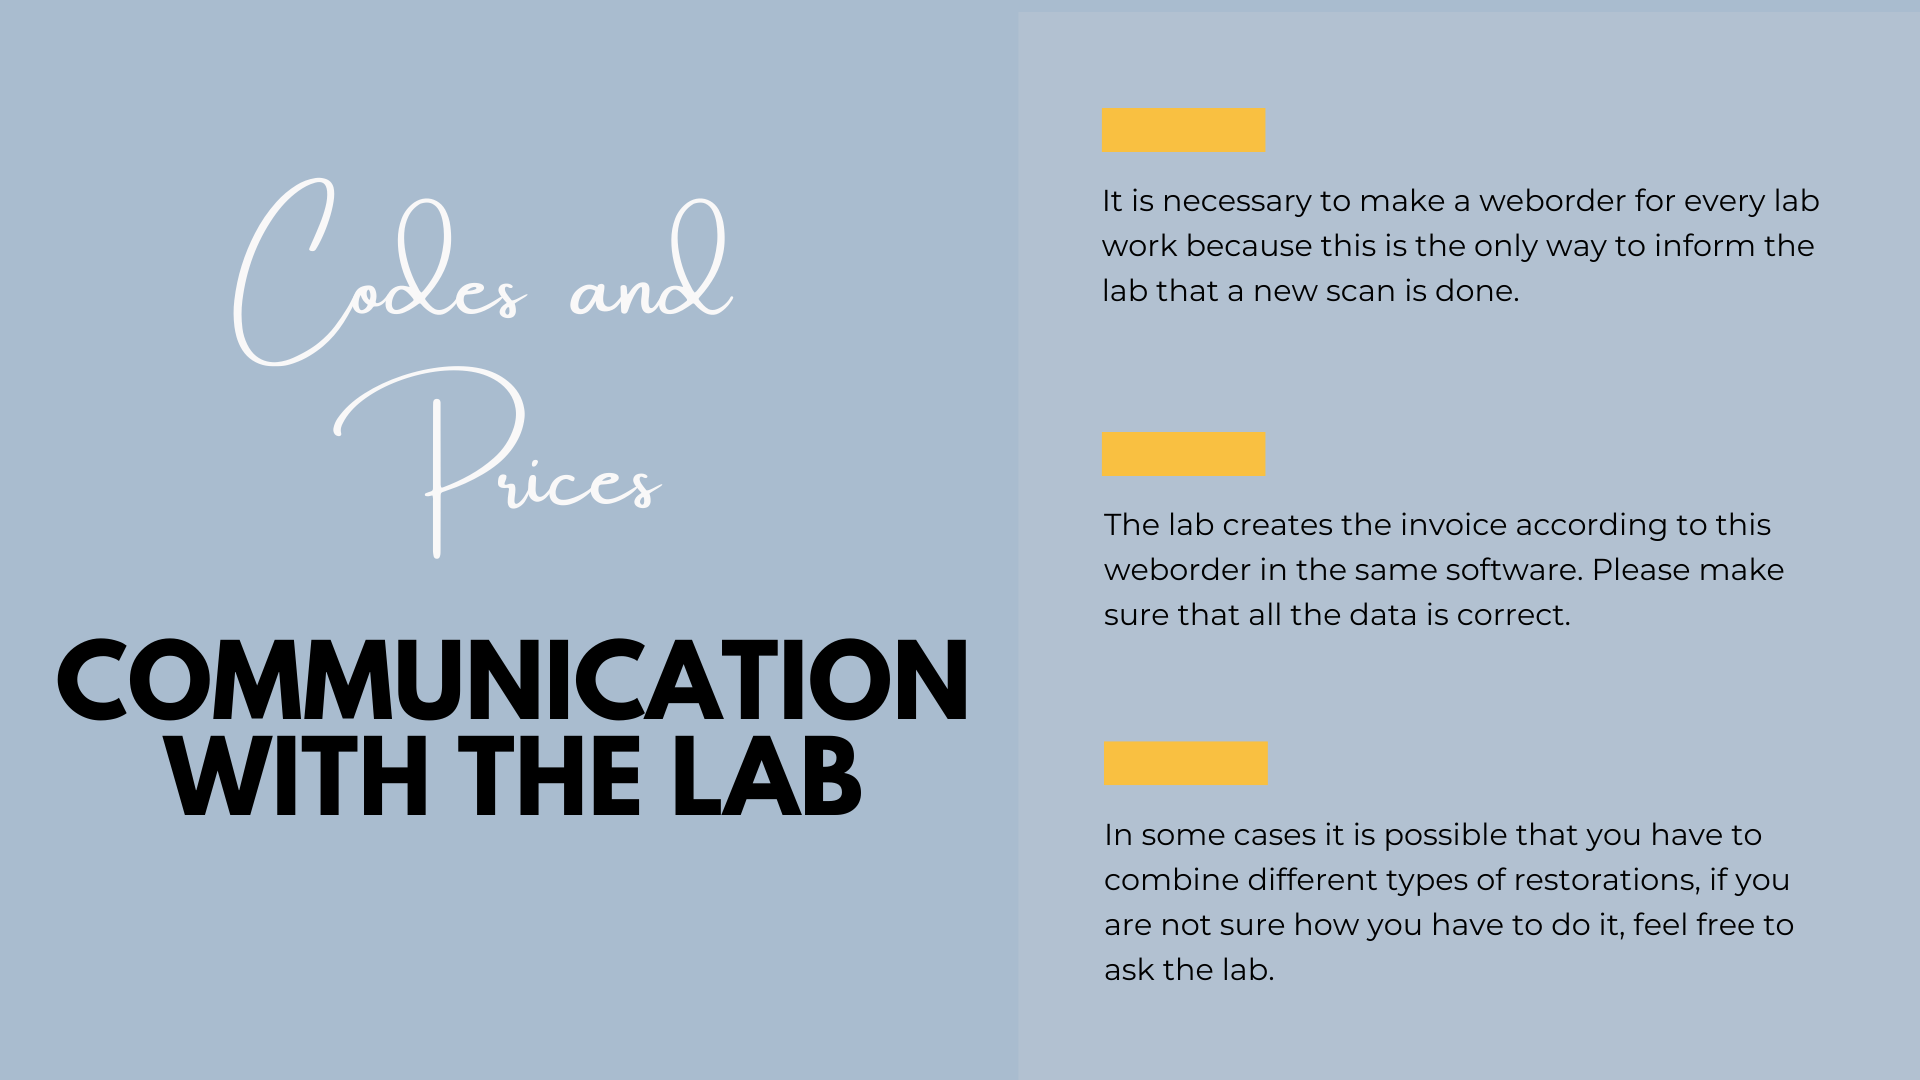 Codes and
Prices
COMMUNICATION
WITH THE LAB
It is necessary to make a weborder for every lab
work because this is the only way to inform the
lab that a new scan is done.
The lab creates the invoice according to this
weborder in the same software. Please make
sure that all the data is correct.
In some cases it is possible that you have to
combine different types of restorations, if you
are not sure how you have to do it, feel free to
ask the lab.